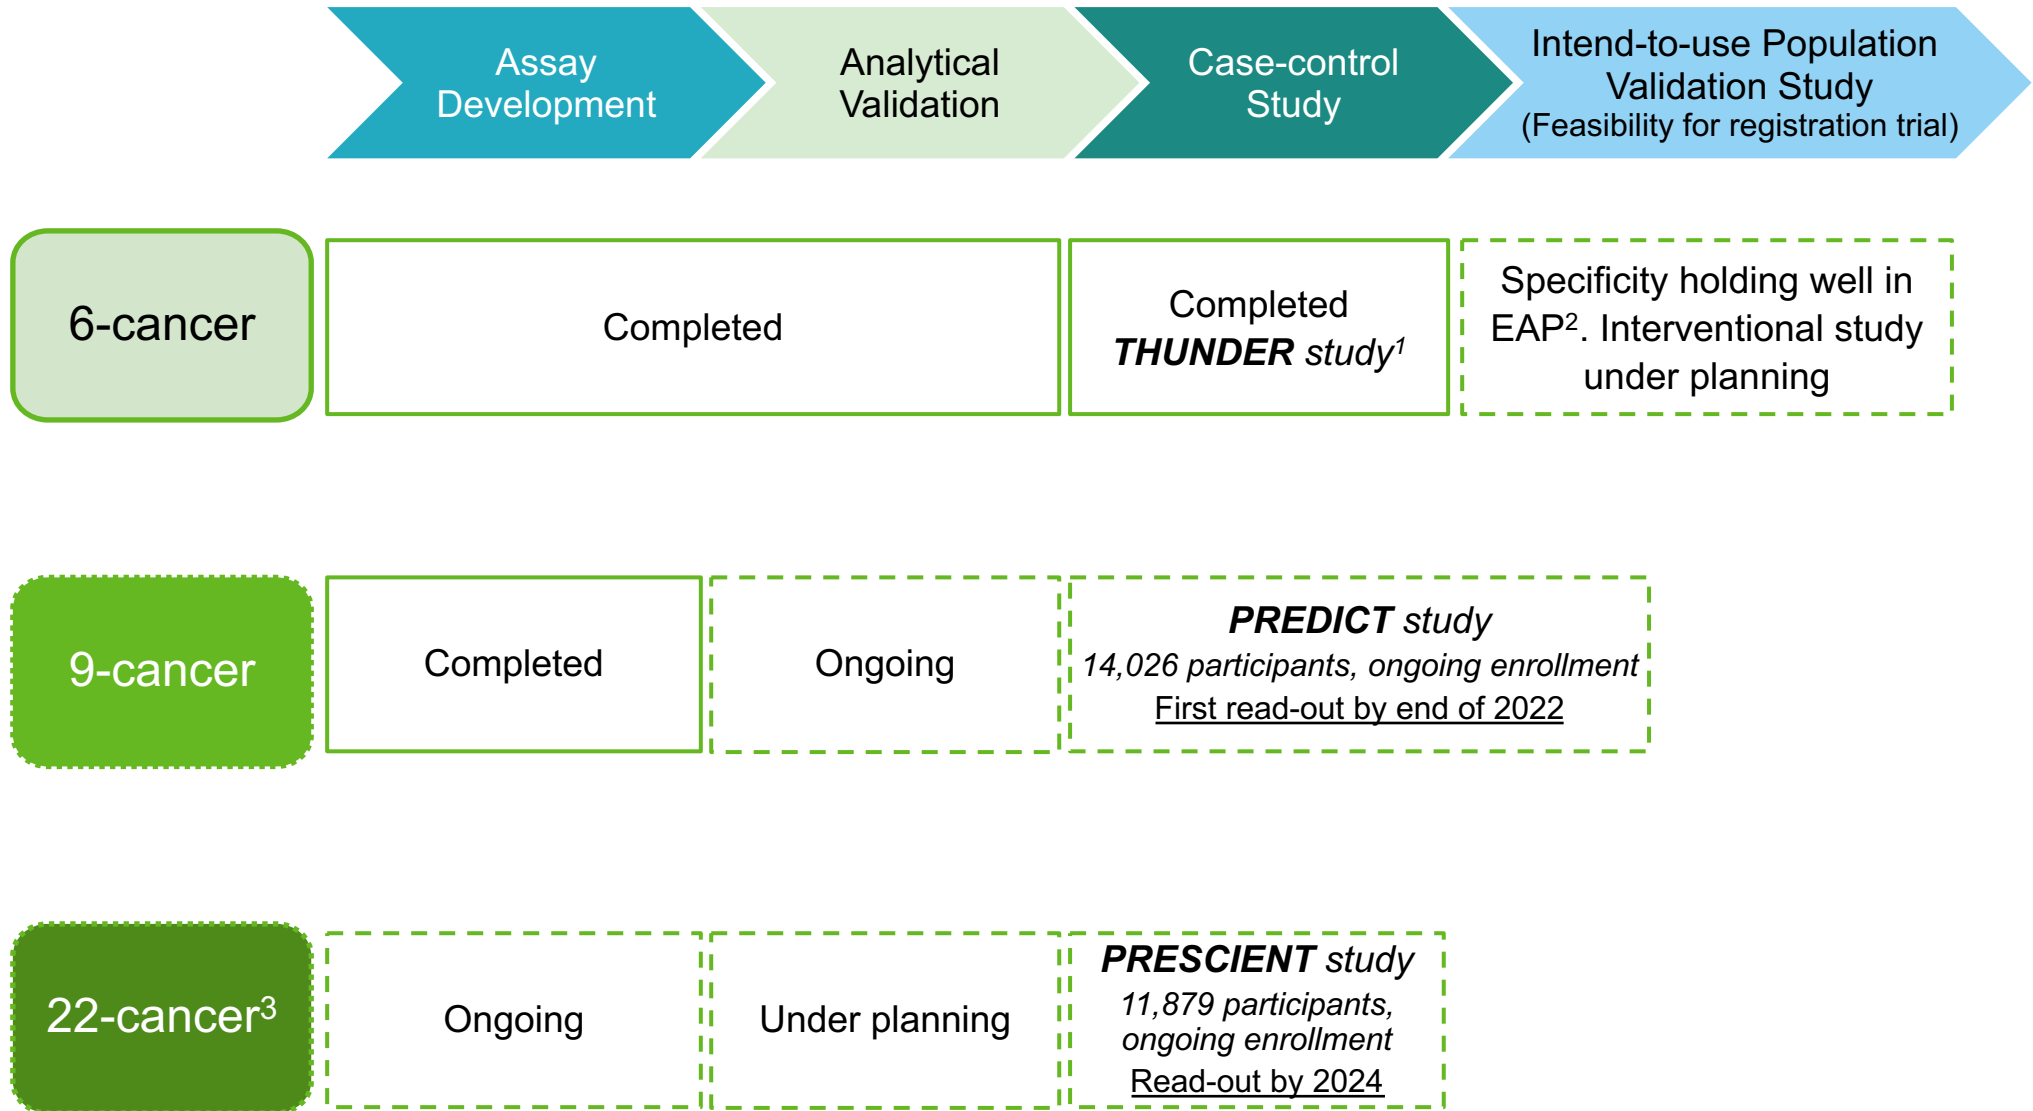 Assay
Development
Analytical
Validation
Case-control
Study
Intend-to-use Population
Validation Study
(Feasibility for registration trial)
6-cancer
Completed
Completed
THUNDER study¹
Specificity holding well in
EAP². Interventional study
under planning
9-cancer
Completed
Ongoing
PREDICT study
14,026 participants, ongoing enrollment
First read-out by end of 2022
22-cancer³
Ongoing
Under planning
PRESCIENT study
11,879 participants,
ongoing enrollment
Read-out by 2024